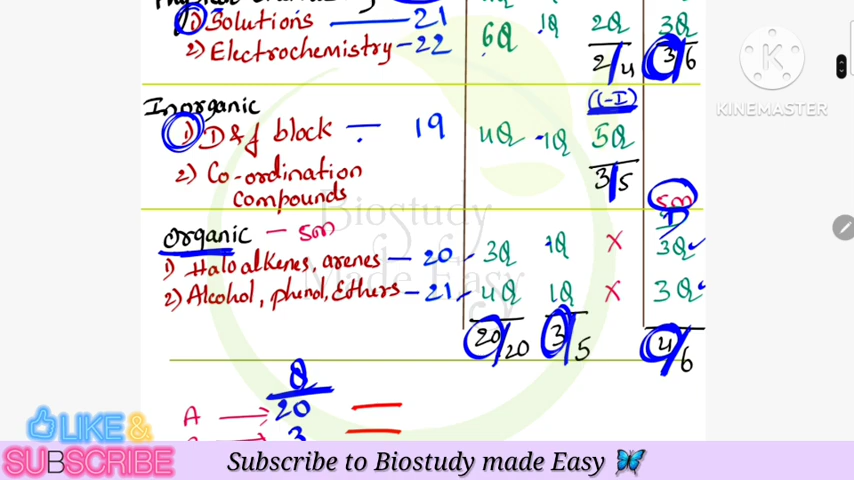 1) Solutions —— 21 1Q 2Q 3Q
2) Electrochemistry - 22 6Q 2/4 3/6
KINEMASTER
Inorganic (-I)
1) D & f block — 19 4Q 1Q 5Q
2) Co-ordination compounds 3/5
5m
Biostudy
Made Easy
Organic - 5m I
1) Haloalkenes, arenes - 20 3Q 1Q X 3Q
2) Alcohol, phenol, Ethers - 21 4Q 1Q X 3Q
20/20 3/5 4/6
Q
A → 20 —
3 —
LIKE &
SUBSCRIBE
Subscribe to Biostudy made Easy 🦋